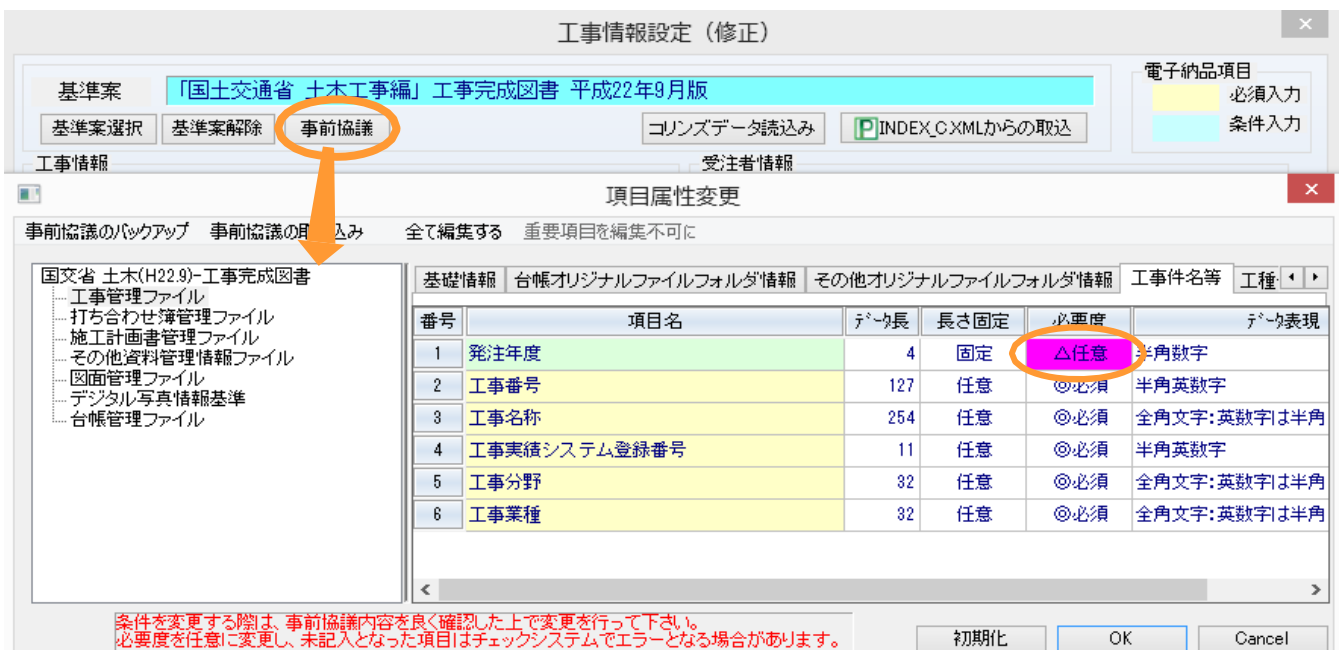 工事情報設定（修正）
電子納品項目
基準案 「国土交通省 土木工事編」工事完成図書 平成22年9月版
必須入力
基準案選択 基準案解除 事前協議 コリンズデータ読込み INDEX_C.XMLからの取込
条件入力
工事情報 受注者情報
項目属性変更
事前協議のバックアップ 事前協議の取込み 全て編集する 重要項目を編集不可に
国交省 土木(H22.9)-工事完成図書
工事管理ファイル
打ち合わせ簿管理ファイル
施工計画書管理ファイル
その他資料管理情報ファイル
図面管理ファイル
デジタル写真情報基準
台帳管理ファイル
基礎情報 台帳オリジナルファイルフォルダ情報 その他オリジナルファイルフォルダ情報 工事件名等 工種
番号 項目名 ﾃﾞｰﾀ長 長さ固定 必要度 ﾃﾞｰﾀ表現
1 発注年度 4 固定 △任意 半角数字
2 工事番号 127 任意 ◎必須 半角英数字
3 工事名称 254 任意 ◎必須 全角文字:英数字は半角
4 工事実績システム登録番号 11 任意 ◎必須 半角英数字
5 工事分野 32 任意 ◎必須 全角文字:英数字は半角
6 工事業種 32 任意 ◎必須 全角文字:英数字は半角
条件を変更する際は、事前協議内容を良く確認した上で変更を行って下さい。
必要度を任意に変更し、未記入となった項目はチェックシステムでエラーとなる場合があります。
初期化 OK Cancel